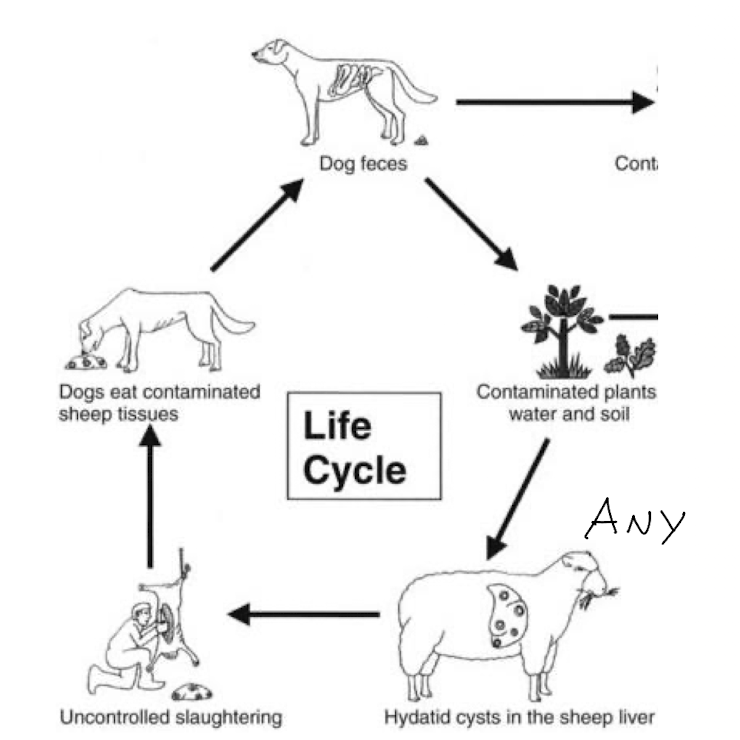 Dog feces
Dogs eat contaminated
sheep tissues
Life
Cycle
Contaminated plants
water and soil
ANY
Uncontrolled slaughtering
Hydatid cysts in the sheep liver